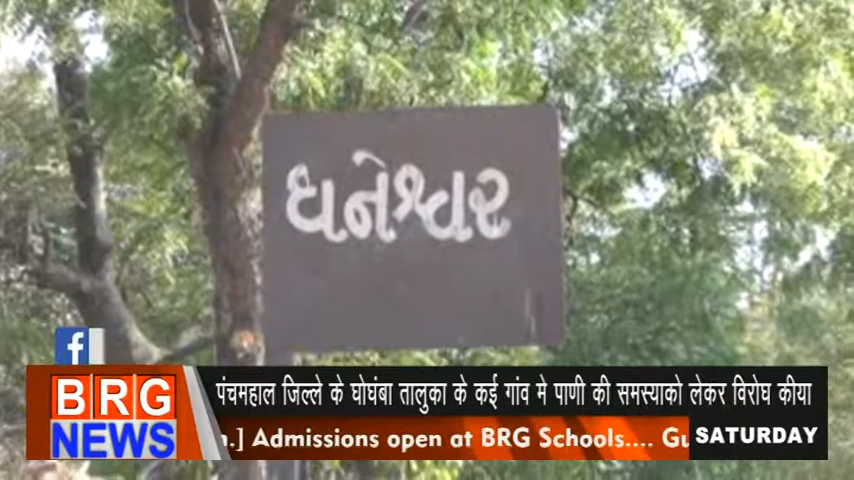 ધનેશ્વર
f
पंचमहाल जिल्ले के घोघंबा तालुका के कई गांव मे पाणी की समस्याको लेकर विरोध कीया
BRG
NEWS
.] Admissions open at BRG Schools....
SATURDAY